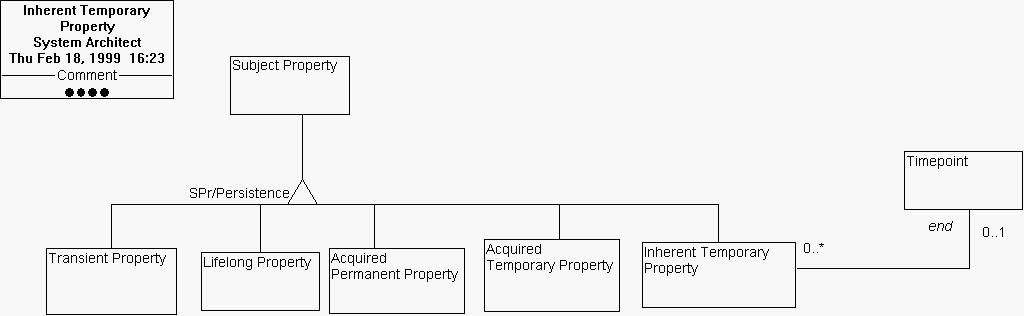 Inherent Temporary
Property
System Architect
Thu Feb 18, 1999 16:23
Comment
Subject Property
Timepoint
SPr/Persistence
end
0..1
0..*
Transient Property
Lifelong Property
Acquired
Permanent Property
Acquired
Temporary Property
Inherent Temporary
Property